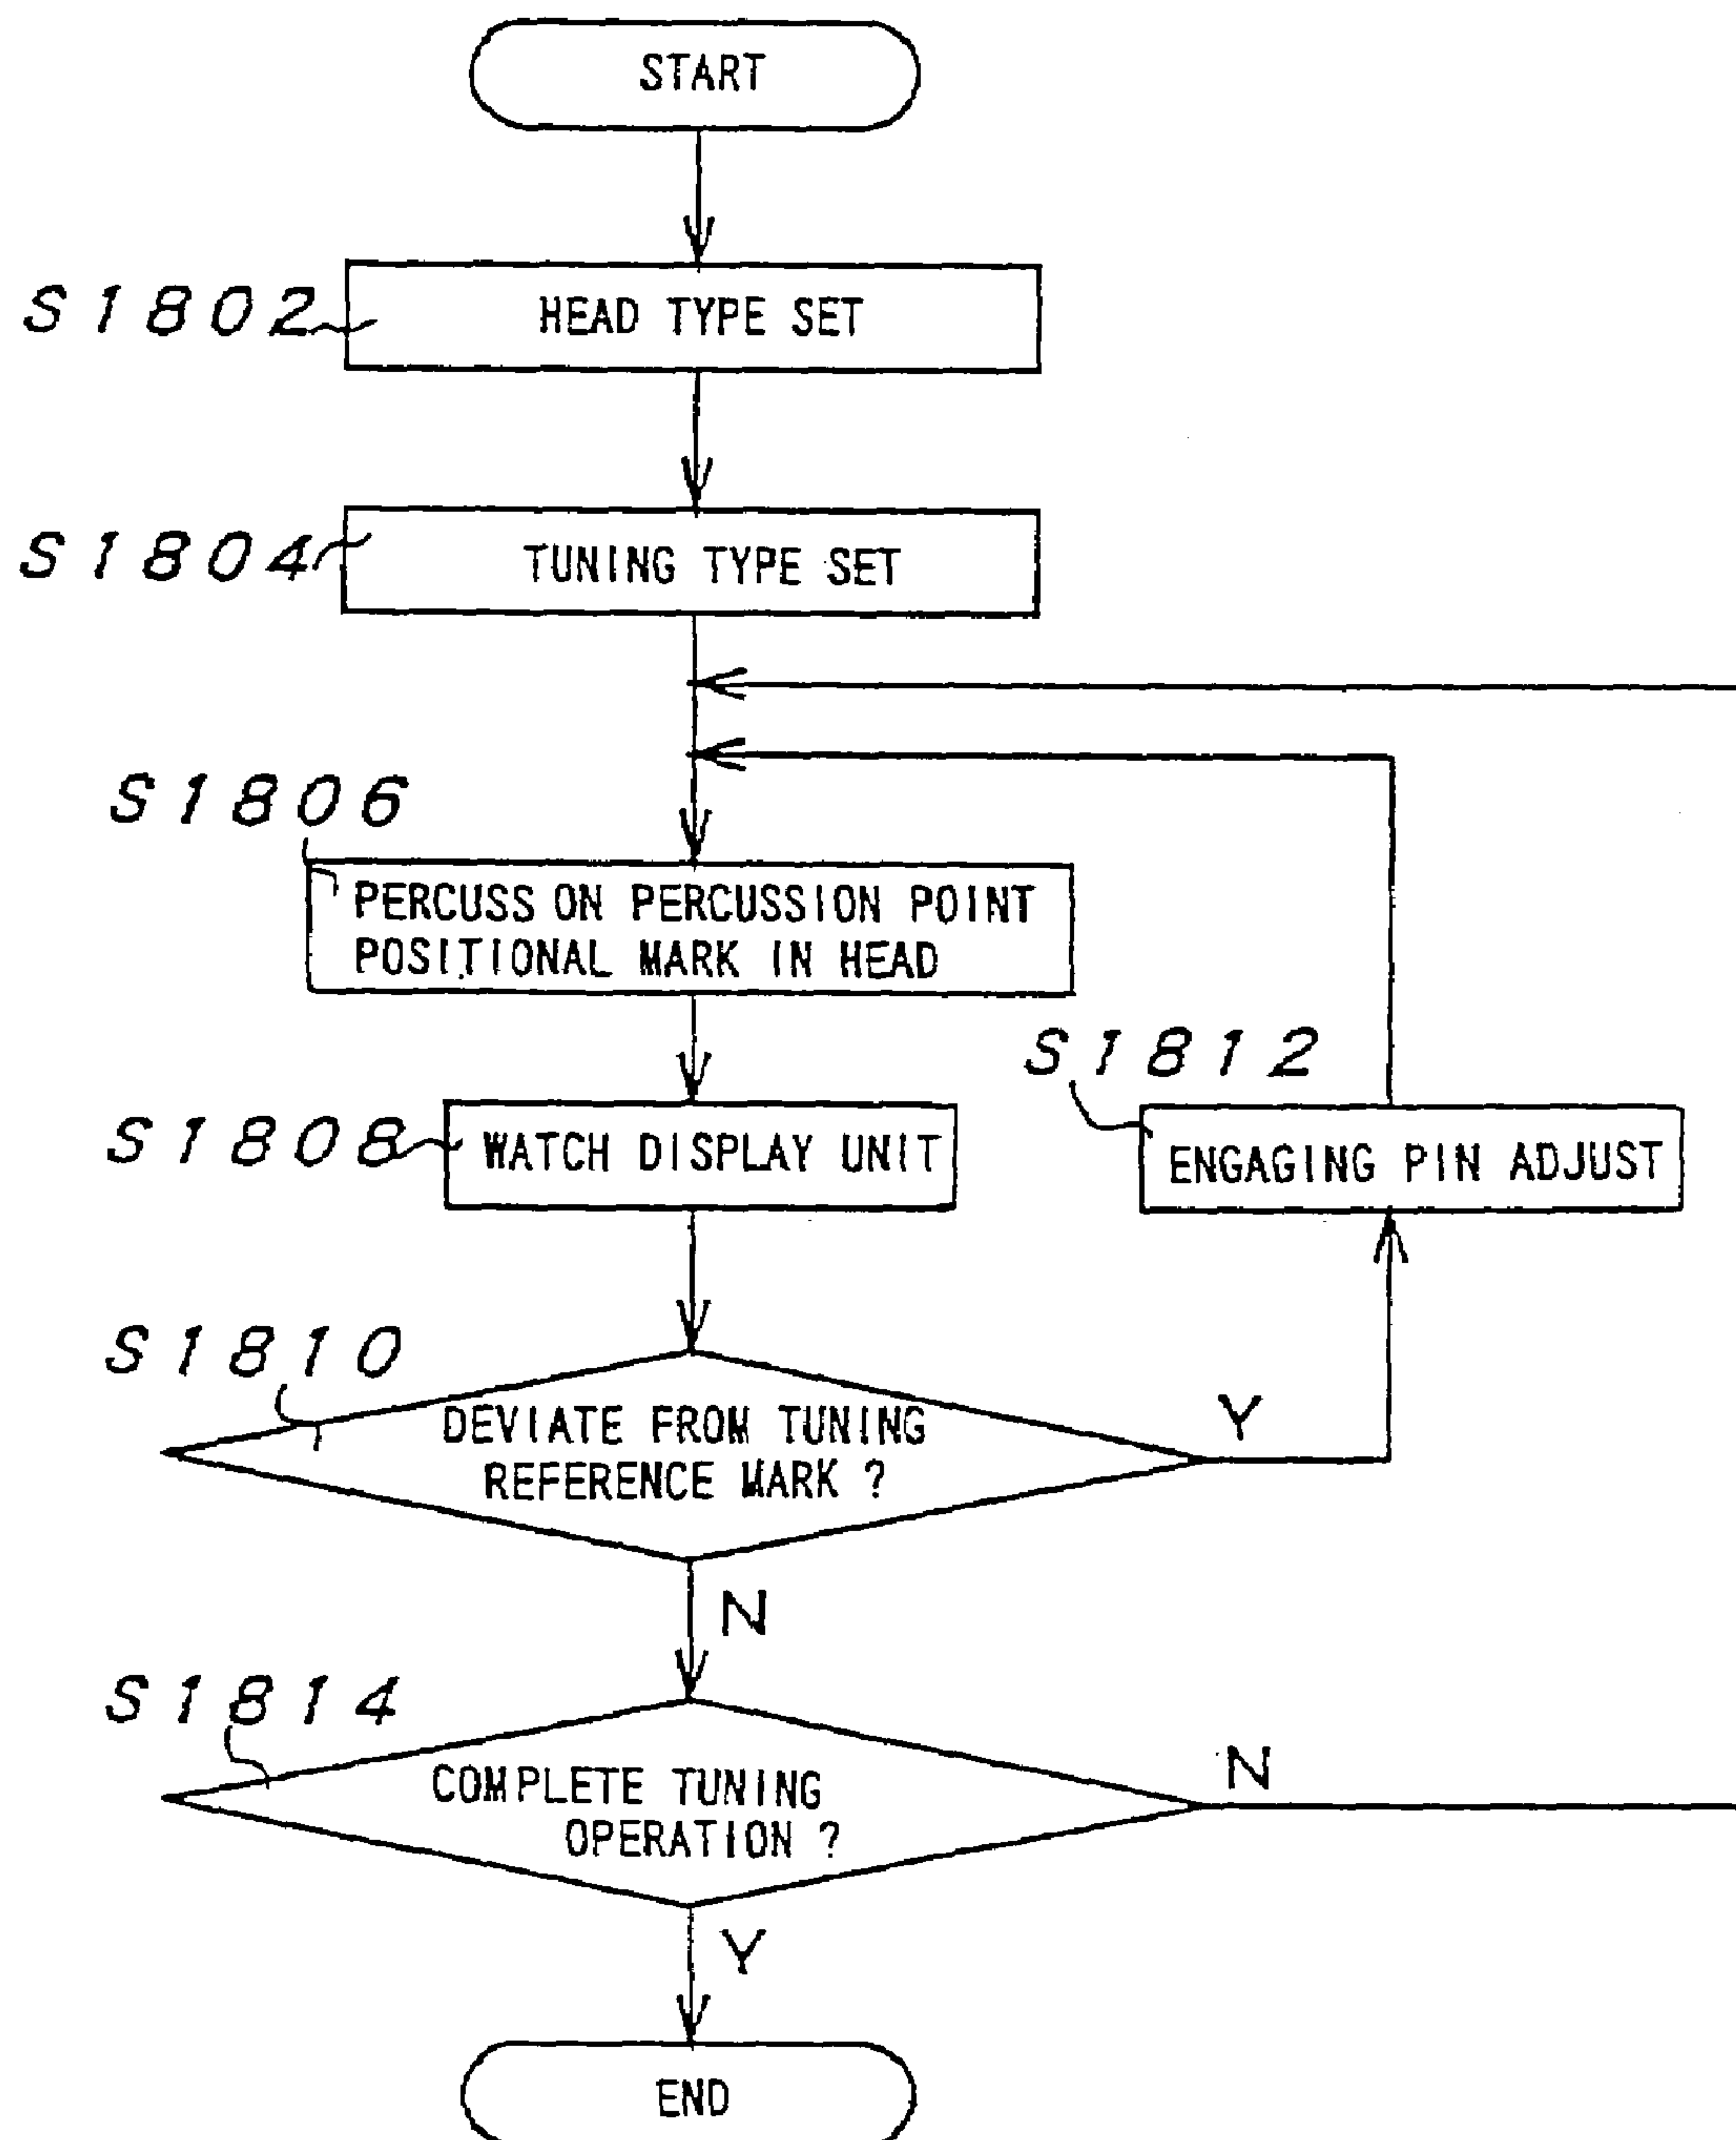 START
S1802
HEAD TYPE SET
S1804
TUNING TYPE SET
S1806
PERCUSS ON PERCUSSION POINT
POSITIONAL MARK IN HEAD
S1812
S1808
WATCH DISPLAY UNIT
ENGAGING PIN ADJUST
S1810
DEVIATE FROM TUNING
REFERENCE MARK ?
Y
N
S1814
COMPLETE TUNING
OPERATION ?
N
Y
END